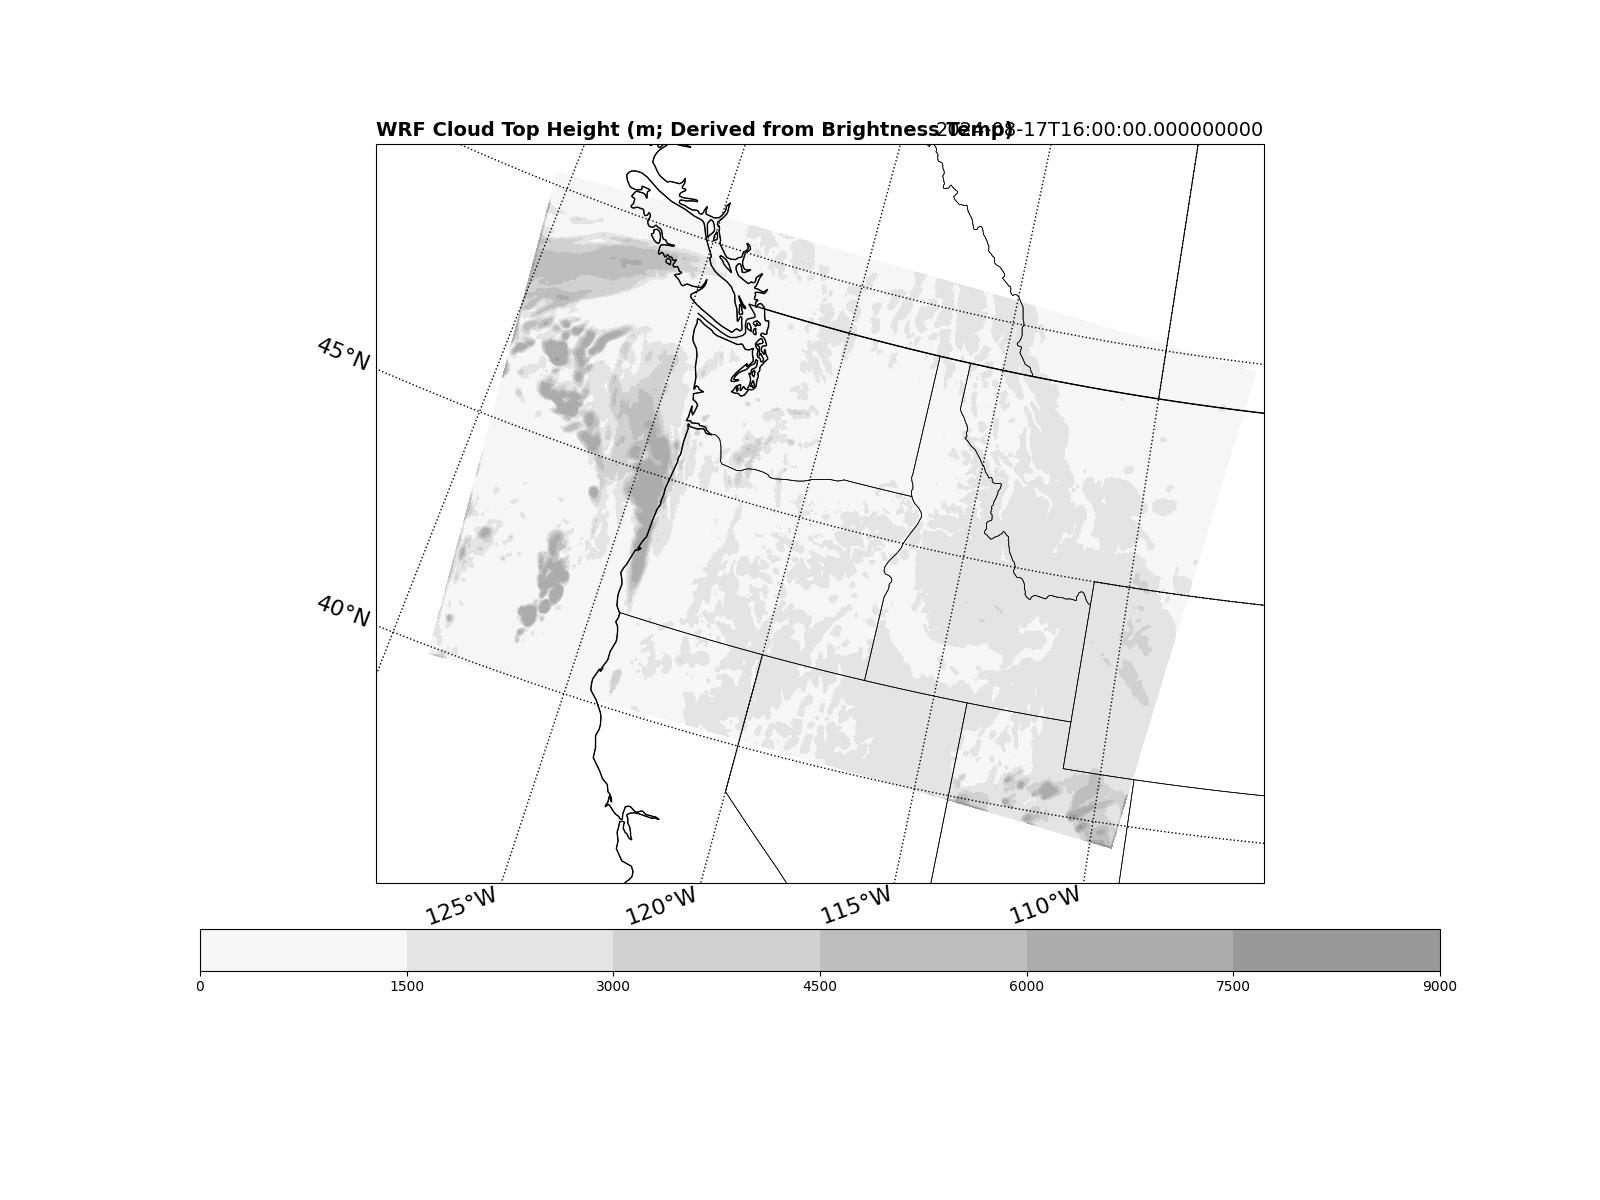 WRF Cloud Top Height (m; Derived from Brightness Temp) 2024-08-17T16:00:00.000000000
45°N
40°N
125°W 120°W 115°W 110°W
0 1500 3000 4500 6000 7500 9000